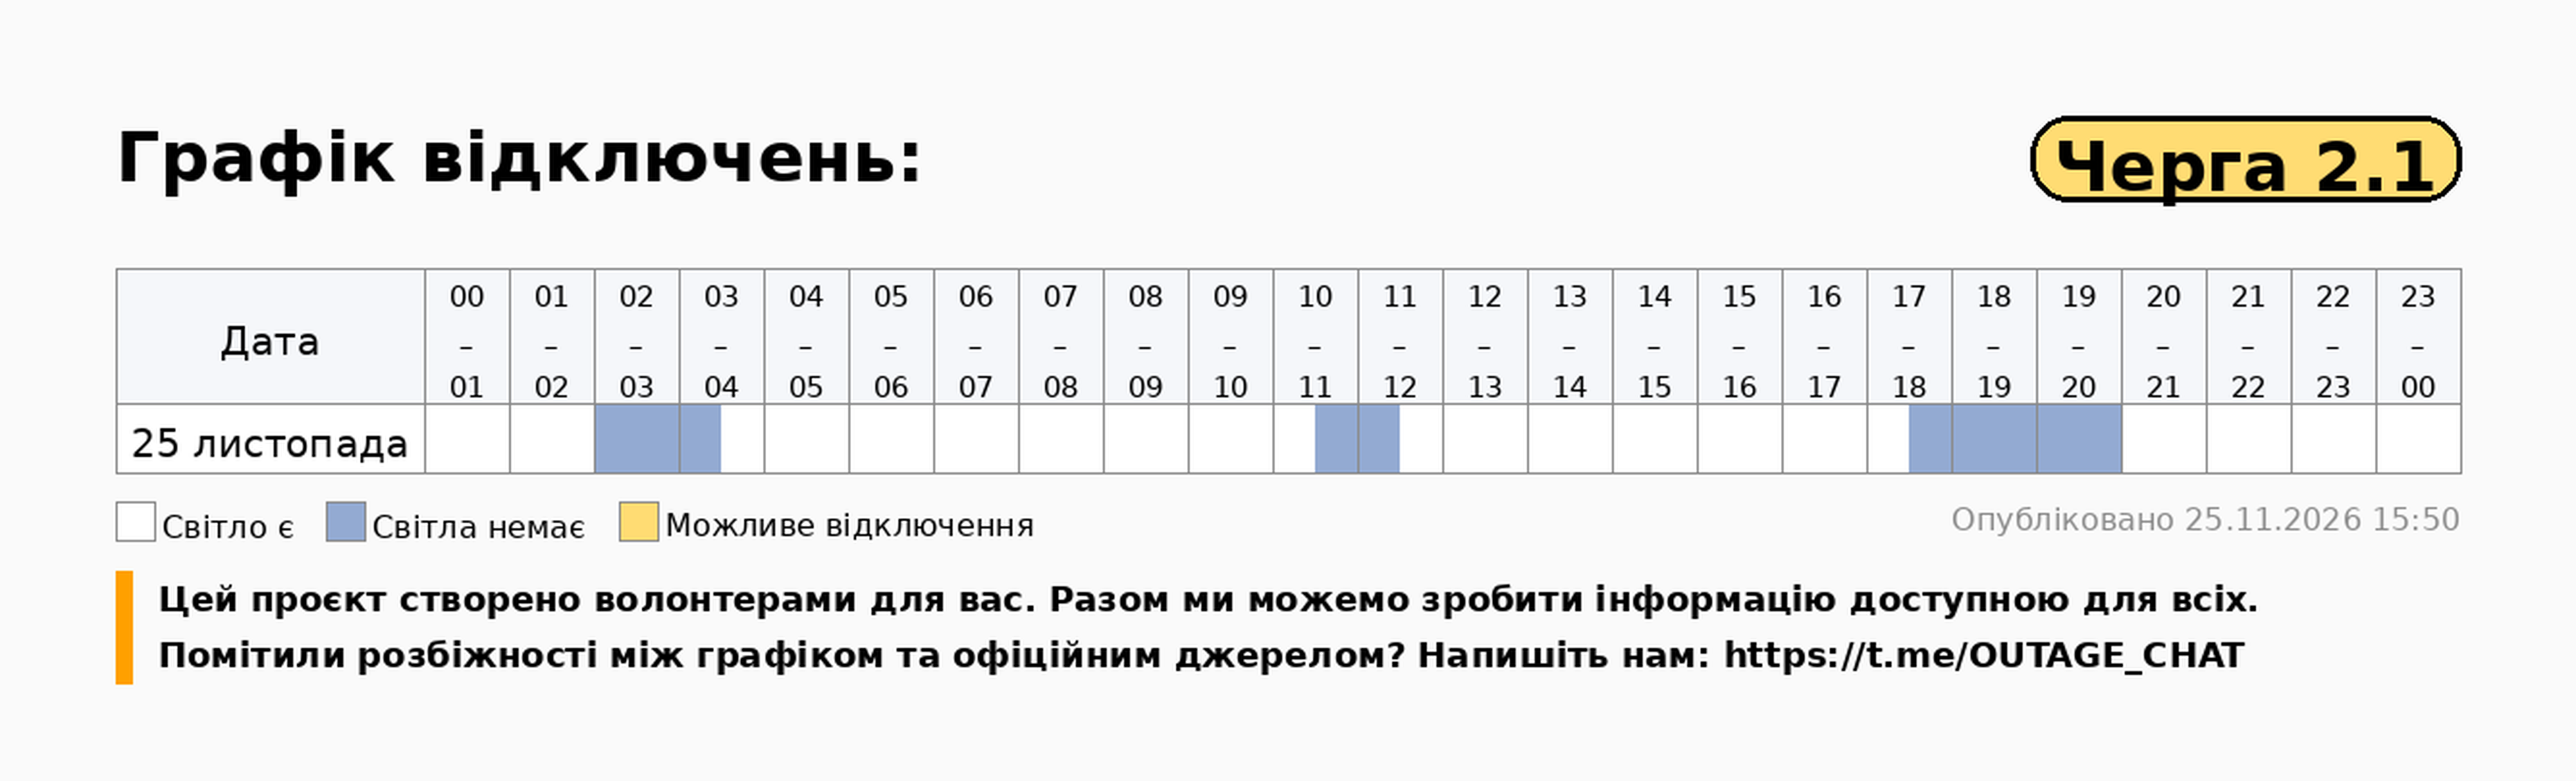 Графік відключень:
Черга 2.1
Дата
00 – 01
01 – 02
02 – 03
03 – 04
04 – 05
05 – 06
06 – 07
07 – 08
08 – 09
09 – 10
10 – 11
11 – 12
12 – 13
13 – 14
14 – 15
15 – 16
16 – 17
17 – 18
18 – 19
19 – 20
20 – 21
21 – 22
22 – 23
23 – 00
25 листопада
Світло є
Світла немає
Можливе відключення
Опубліковано 25.11.2026 15:50
Цей проєкт створено волонтерами для вас. Разом ми можемо зробити інформацію доступною для всіх.
Помітили розбіжності між графіком та офіційним джерелом? Напишіть нам: https://t.me/OUTAGE_CHAT